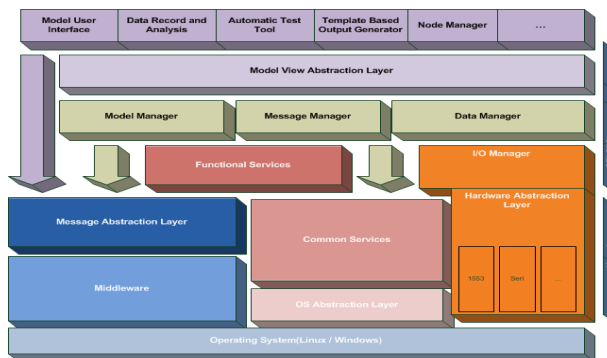 Model User
Interface
Data Record and
Analysis
Automatic Test
Tool
Template Based
Output Generator
Node Manager
...
Model View Abstraction Layer
Model Manager
Message Manager
Data Manager
Functional Services
I/O Manager
Hardware Abstraction
Layer
Message Abstraction Layer
Common Services
1553
Seri
...
Middleware
OS Abstraction Layer
Operating System(Linux / Windows)